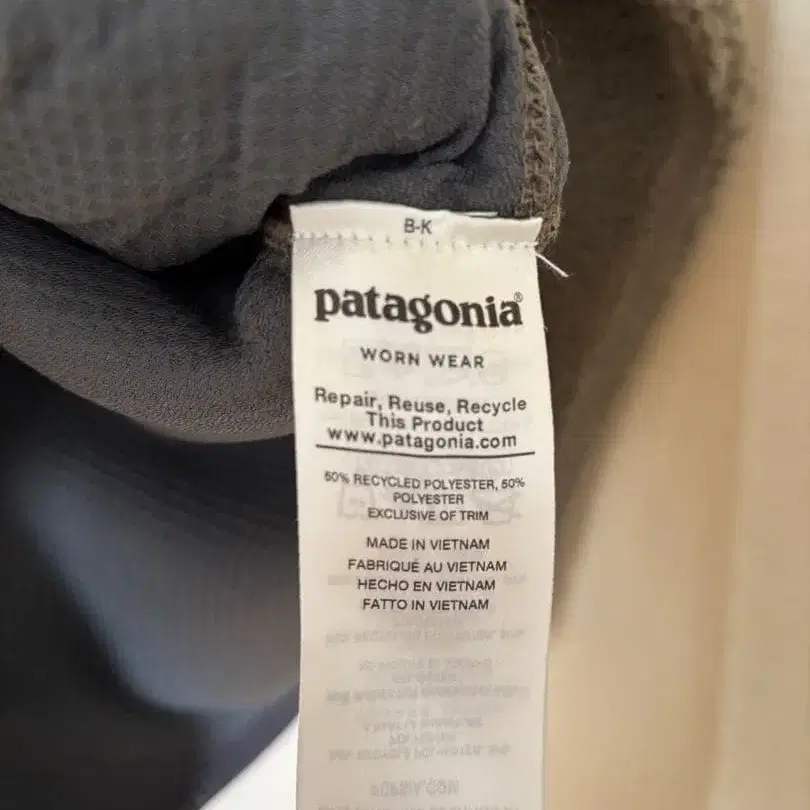 B-K
patagonia®
WORN WEAR
Repair, Reuse, Recycle
This Product
www.patagonia.com
50% RECYCLED POLYESTER, 50%
POLYESTER
EXCLUSIVE OF TRIM
MADE IN VIETNAM
FABRIQUÉ AU VIETNAM
HECHO EN VIETNAM
FATTO IN VIETNAM